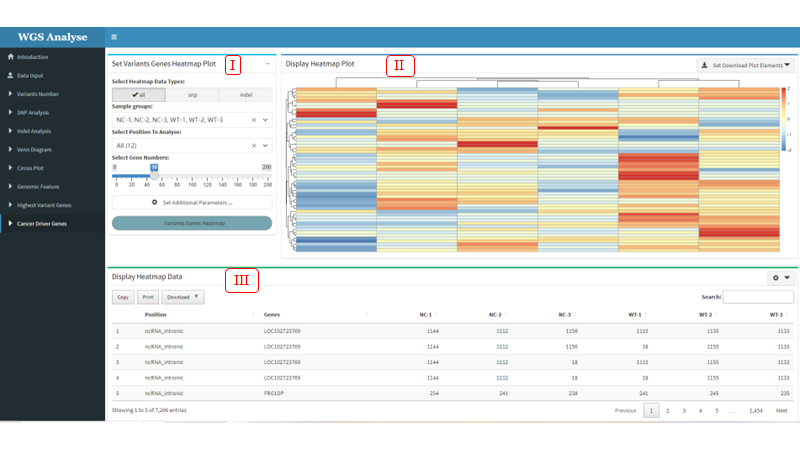 WGS Analyse
Introduction
Data Input
Variants Number
SNP Analysis
Indel Analysis
Venn Diagram
Circos Plot
Genomic Feature
Highest Variant Genes
Cancer Driver Genes
Set Variants Genes Heatmap Plot
I
Select Heatmap Data Types:
all snp indel
Sample groups:
NC-1, NC-2, NC-3, WT-1, WT-2, WT-3
Select Position To Analyse:
All (12)
Select Gene Numbers:
0 50 200
0 20 40 60 80 100 120 140 160 180 200
Set Additional Parameters ...
Variants Genes Heatmap
Display Heatmap Plot
II
Set Download Plot Elements
2
1
0
-1
-2
Display Heatmap Data
III
Copy Print Download
Search:
Position Genes NC-1 NC-2 NC-3 WT-1 WT-2 WT-3
1 ncRNA_intronic LOC102723769 1144 1112 1156 1115 1155 1133
2 ncRNA_intronic LOC102723769 1144 1112 1156 18 1155 1133
3 ncRNA_intronic LOC102723769 1144 1112 18 1115 1155 1133
4 ncRNA_intronic LOC102723769 1144 1112 18 18 1155 1133
5 ncRNA_intronic FRG1DP 254 241 238 241 245 235
Showing 1 to 5 of 7,266 entries
Previous 1 2 3 4 5 ... 1,454 Next